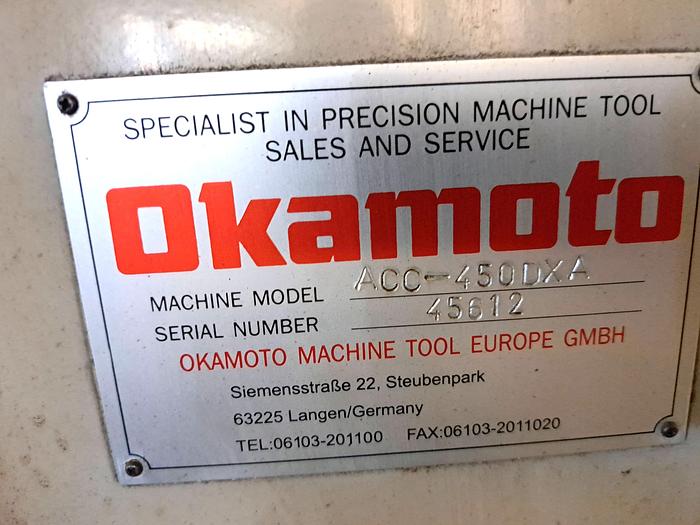 SPECIALIST IN PRECISION MACHINE TOOL
SALES AND SERVICE
Okamoto
MACHINE MODEL ACC-450DXA
SERIAL NUMBER 45612
OKAMOTO MACHINE TOOL EUROPE GMBH
Siemensstraße 22, Steubenpark
63225 Langen/Germany
TEL:06103-201100 FAX:06103-2011020